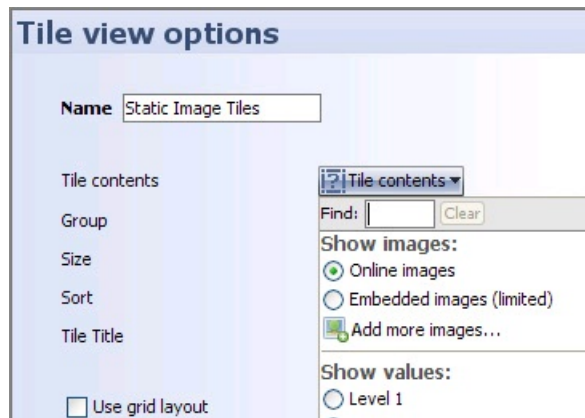 Tile view options
Name Static Image Tiles
Tile contents Tile contents
Group Find: Clear
Show images:
Size Online images
Sort Embedded images (limited)
Tile Title Add more images...
Show values:
Use grid layout Level 1